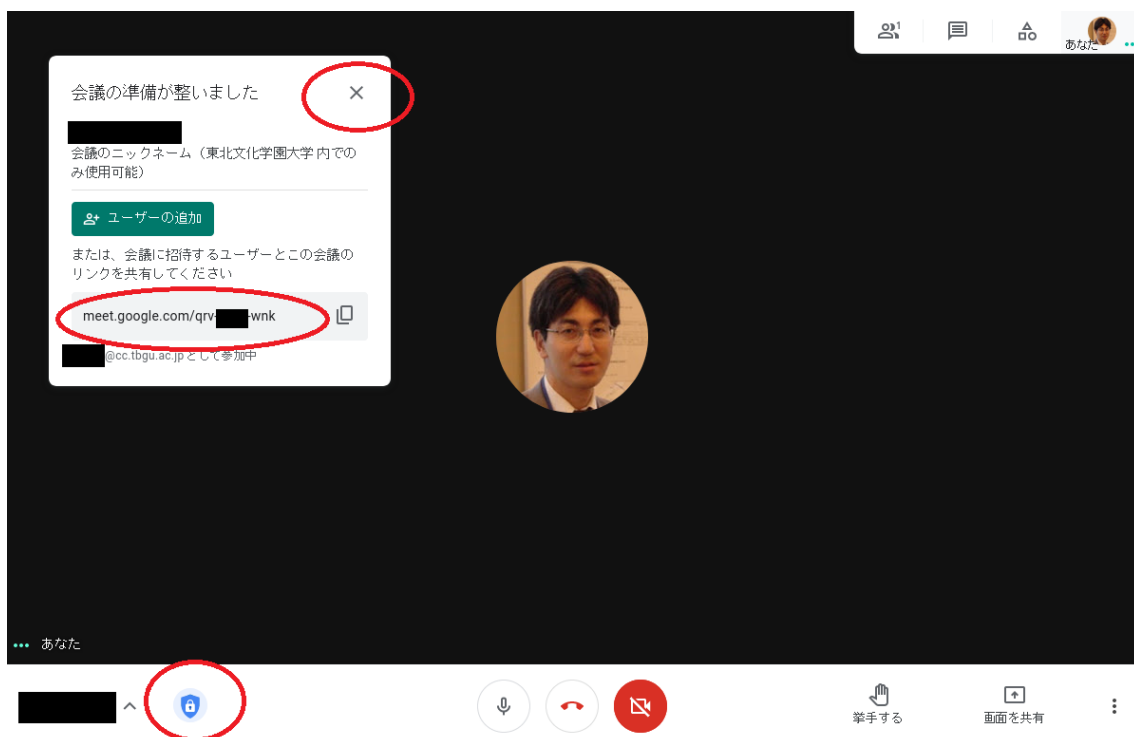 1
あなた
会議の準備が整いました
会議のニックネーム（東北文化学園大学 内でのみ使用可能）
ユーザーの追加
または、会議に招待するユーザーとこの会議の
リンクを共有してください
meet.google.com/qrv- -wnk
@cc.tbgu.ac.jp として参加中
あなた
挙手する
画面を共有